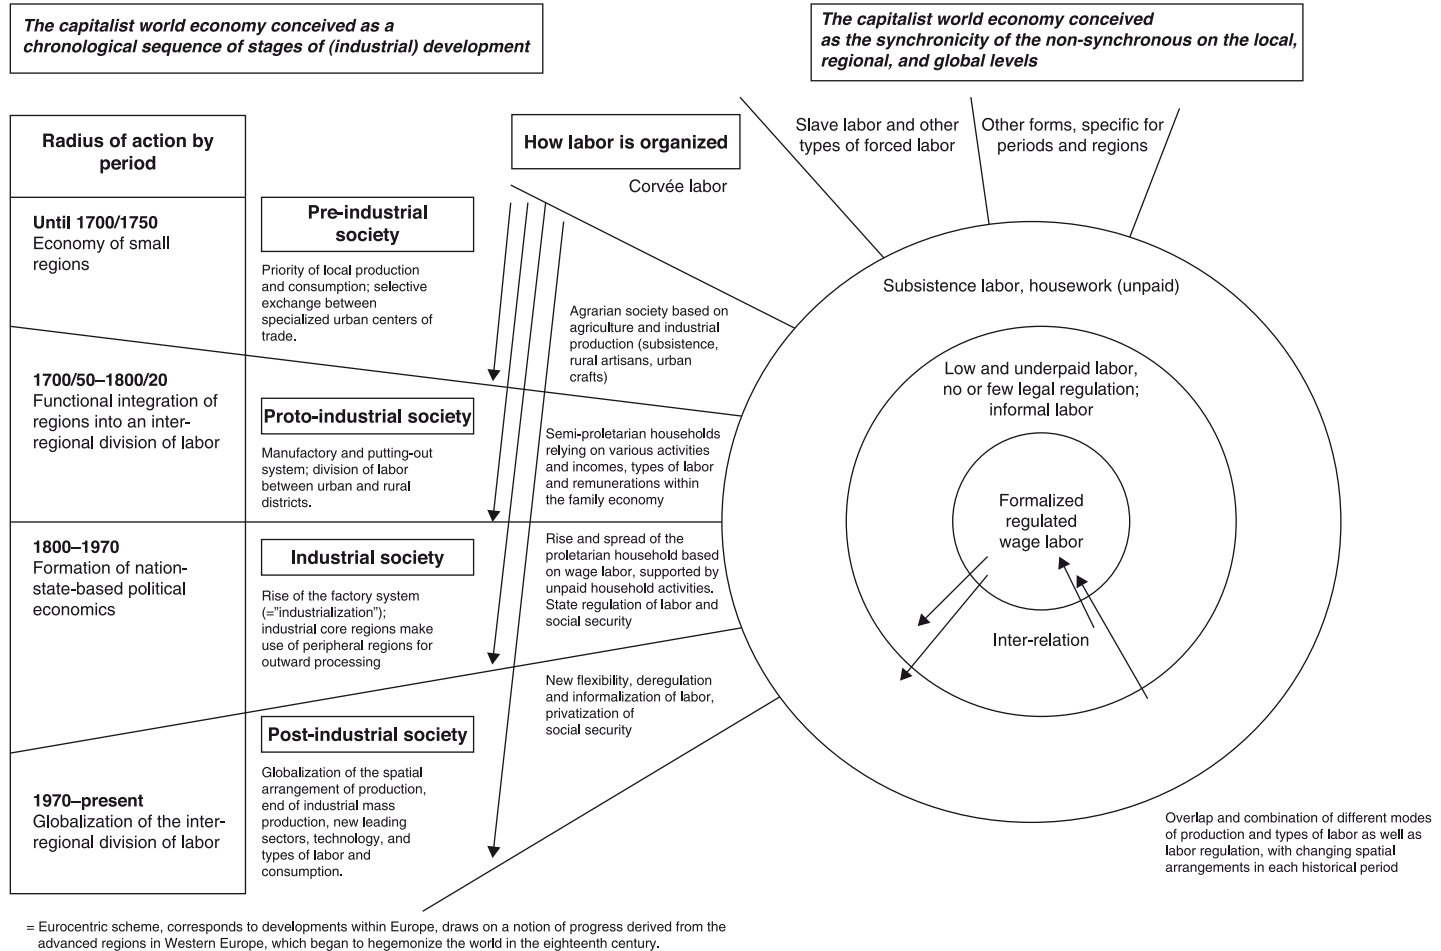 The capitalist world economy conceived as a
chronological sequence of stages of (industrial) development
The capitalist world economy conceived
as the synchronicity of the non-synchronous on the local,
regional, and global levels
Radius of action by
period
Until 1700/1750
Economy of small
regions
1700/50–1800/20
Functional integration of
regions into an inter-
regional division of labor
1800–1970
Formation of nation-
state-based political
economics
1970–present
Globalization of the inter-
regional division of labor
Pre-industrial
society
Priority of local production
and consumption; selective
exchange between
specialized urban centers of
trade.
Proto-industrial society
Manufactory and putting-out
system; division of labor
between urban and rural
districts.
Industrial society
Rise of the factory system
(="industrialization");
industrial core regions make
use of peripheral regions for
outward processing
Post-industrial society
Globalization of the spatial
arrangement of production,
end of industrial mass
production, new leading
sectors, technology, and
types of labor and
consumption.
How labor is organized
Corvée labor
Slave labor and other
types of forced labor
Other forms, specific for
periods and regions
Agrarian society based on
agriculture and industrial
production (subsistence,
rural artisans, urban
crafts)
Semi-proletarian households
relying on various activities
and incomes, types of labor
and remunerations within
the family economy
Rise and spread of the
proletarian household based
on wage labor, supported by
unpaid household activities.
State regulation of labor and
social security
New flexibility, deregulation
and informalization of labor,
privatization of
social security
Subsistence labor, housework (unpaid)
Low and underpaid labor,
no or few legal regulation;
informal labor
Formalized
regulated
wage labor
Inter-relation
Overlap and combination of different modes
of production and types of labor as well as
labor regulation, with changing spatial
arrangements in each historical period
= Eurocentric scheme, corresponds to developments within Europe, draws on a notion of progress derived from the
advanced regions in Western Europe, which began to hegemonize the world in the eighteenth century.